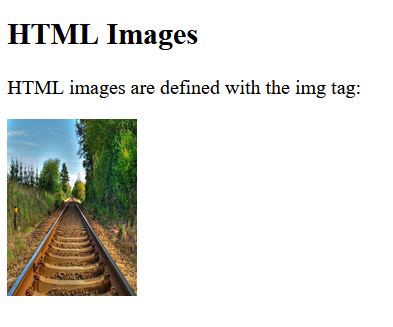 HTML Images
HTML images are defined with the img tag: